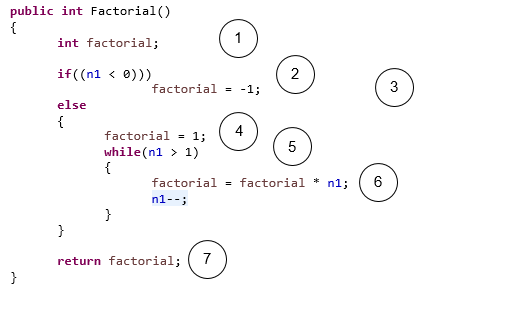 public int Factorial()
{
int factorial; 1
if((n1 < 0))) 2
factorial = -1; 3
else
{
factorial = 1; 4
while(n1 > 1) 5
{
factorial = factorial * n1; 6
n1--;
}
}
return factorial; 7
}